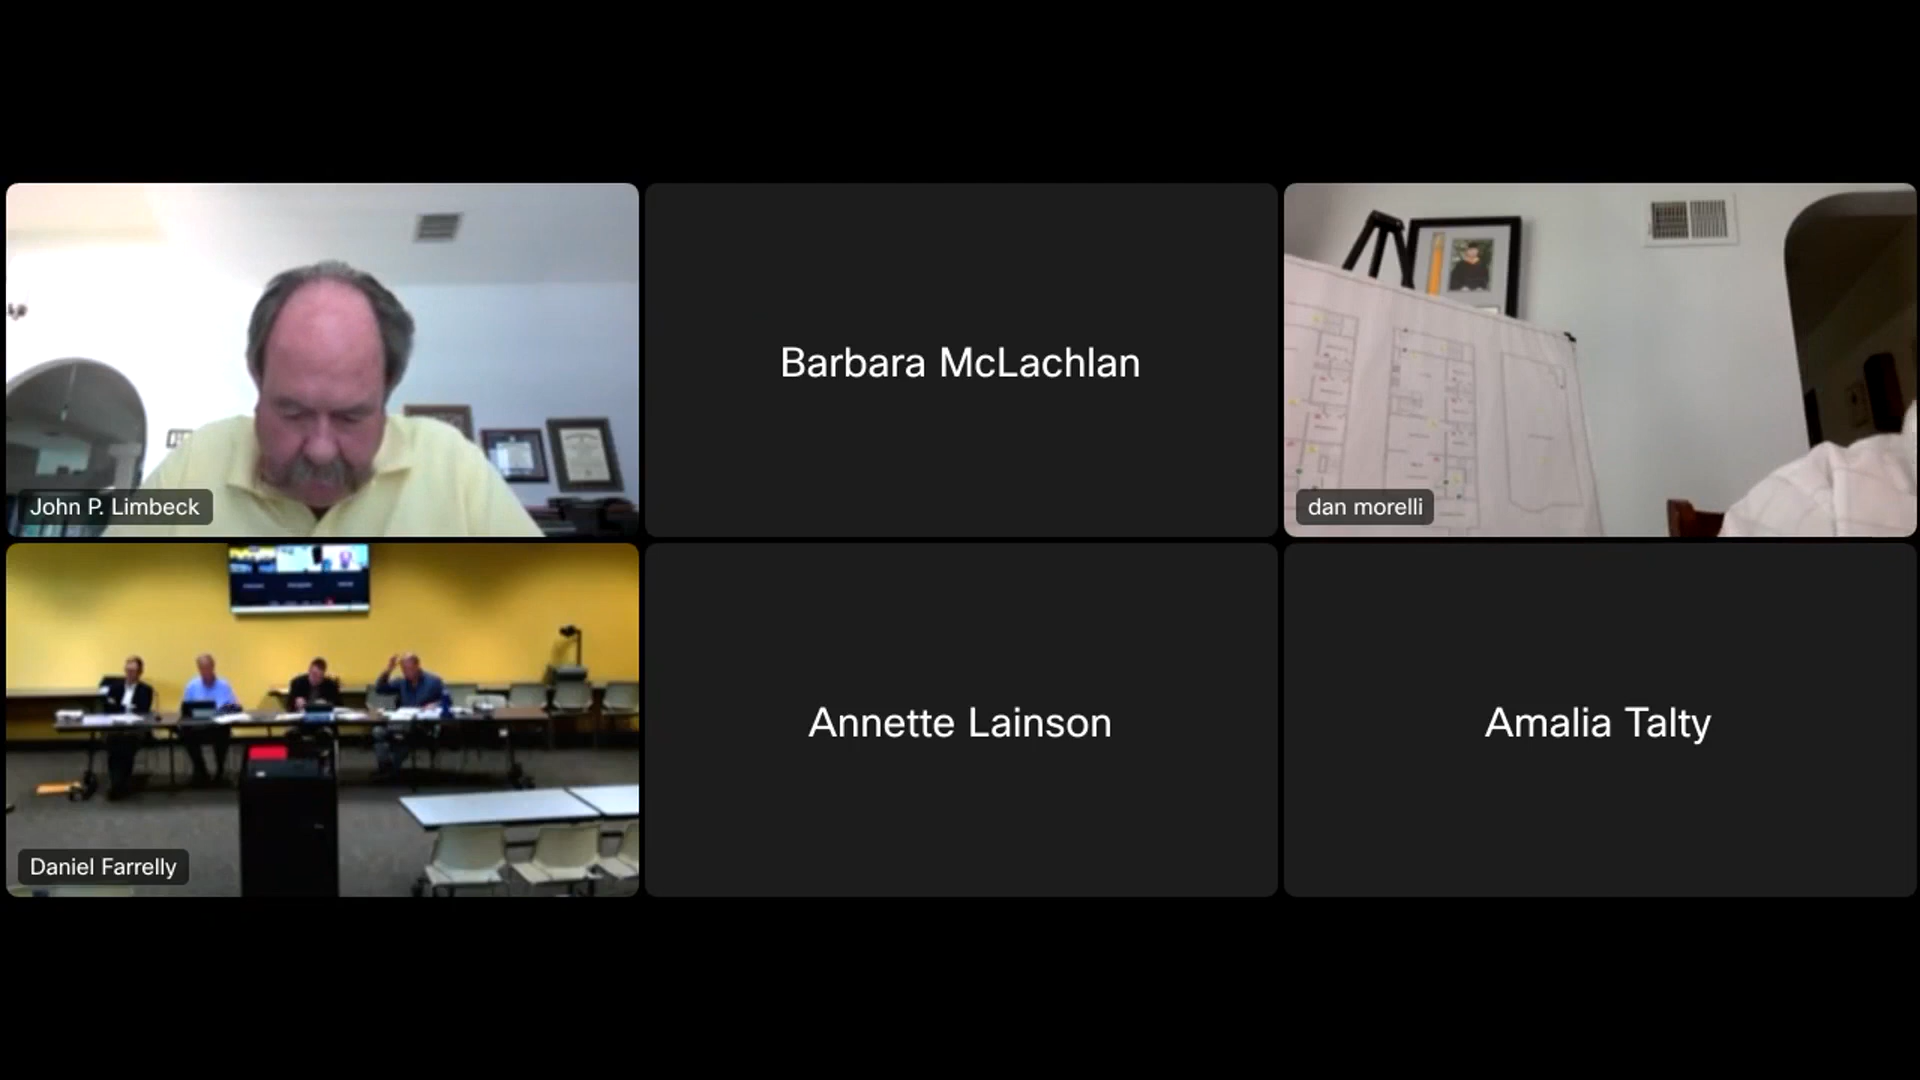 Barbara McLachlan
John P. Limbeck
dan morelli
Annette Lainson
Amalia Talty
Daniel Farrelly